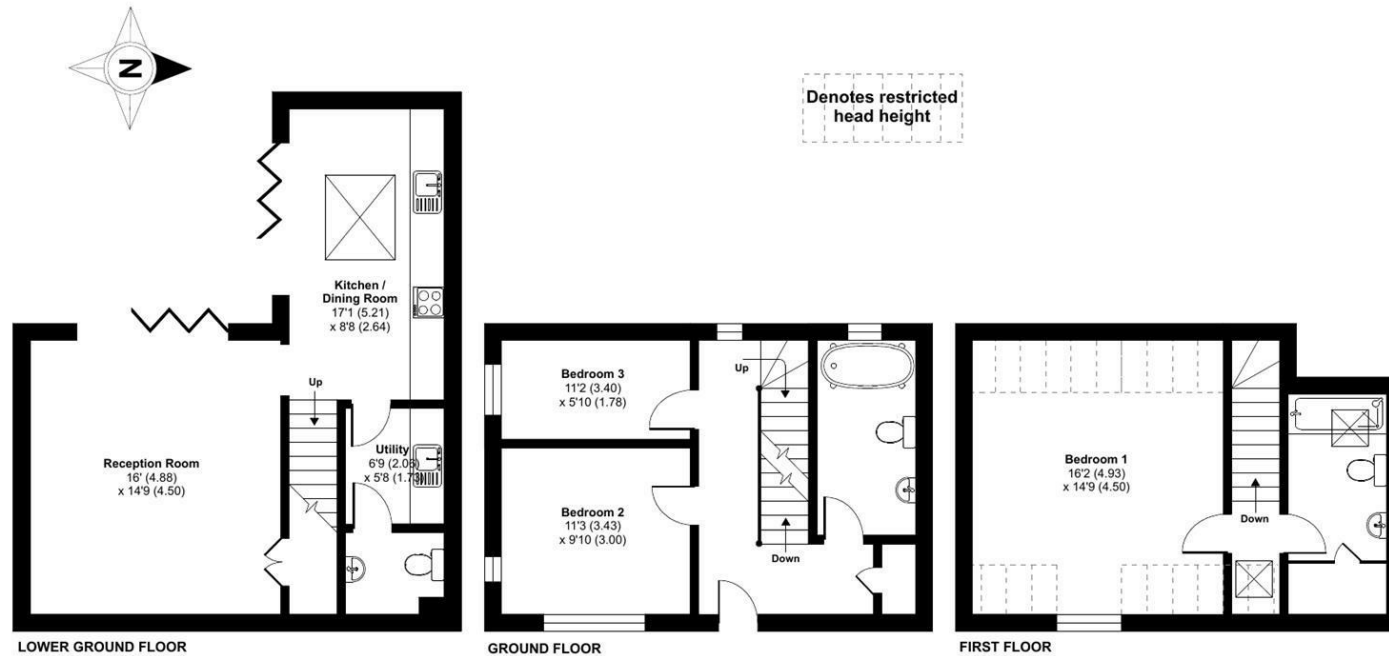 N
Denotes restricted
head height
Kitchen /
Dining Room
17'1 (5.21)
x 8'8 (2.64)
Up
Reception Room
16' (4.88)
x 14'9 (4.50)
Utility
6'9 (2.06)
x 5'8 (1.73)
LOWER GROUND FLOOR
Bedroom 3
11'2 (3.40)
x 5'10 (1.78)
Up
Bedroom 2
11'3 (3.43)
x 9'10 (3.00)
Down
GROUND FLOOR
Bedroom 1
16'2 (4.93)
x 14'9 (4.50)
Down
FIRST FLOOR